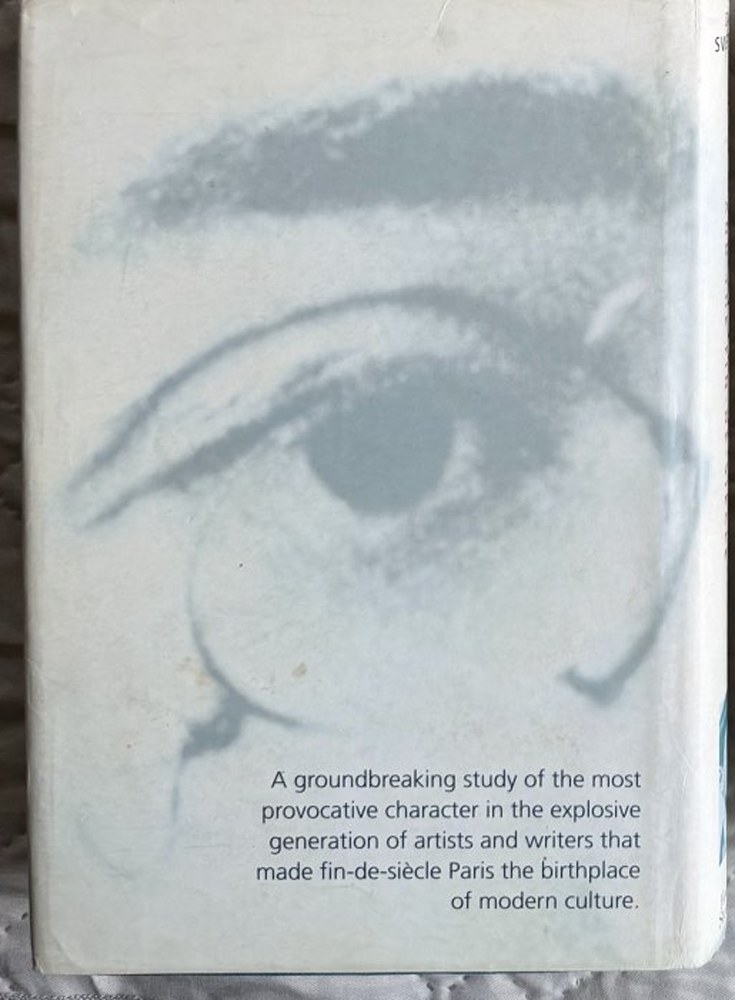 A groundbreaking study of the most
provocative character in the explosive
generation of artists and writers that
made fin-de-siècle Paris the birthplace
of modern culture.